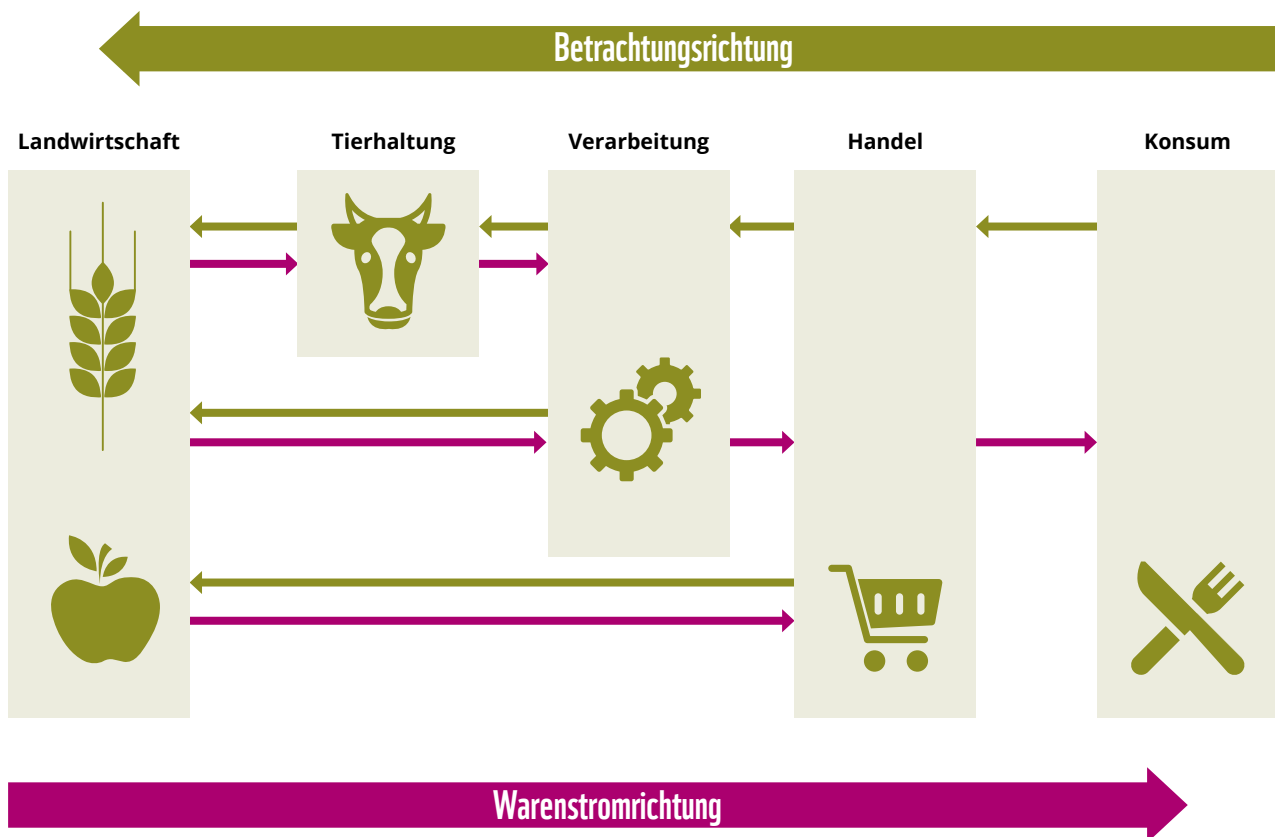 Betrachtungsrichtung
Landwirtschaft
Tierhaltung
Verarbeitung
Handel
Konsum
Warenstromrichtung